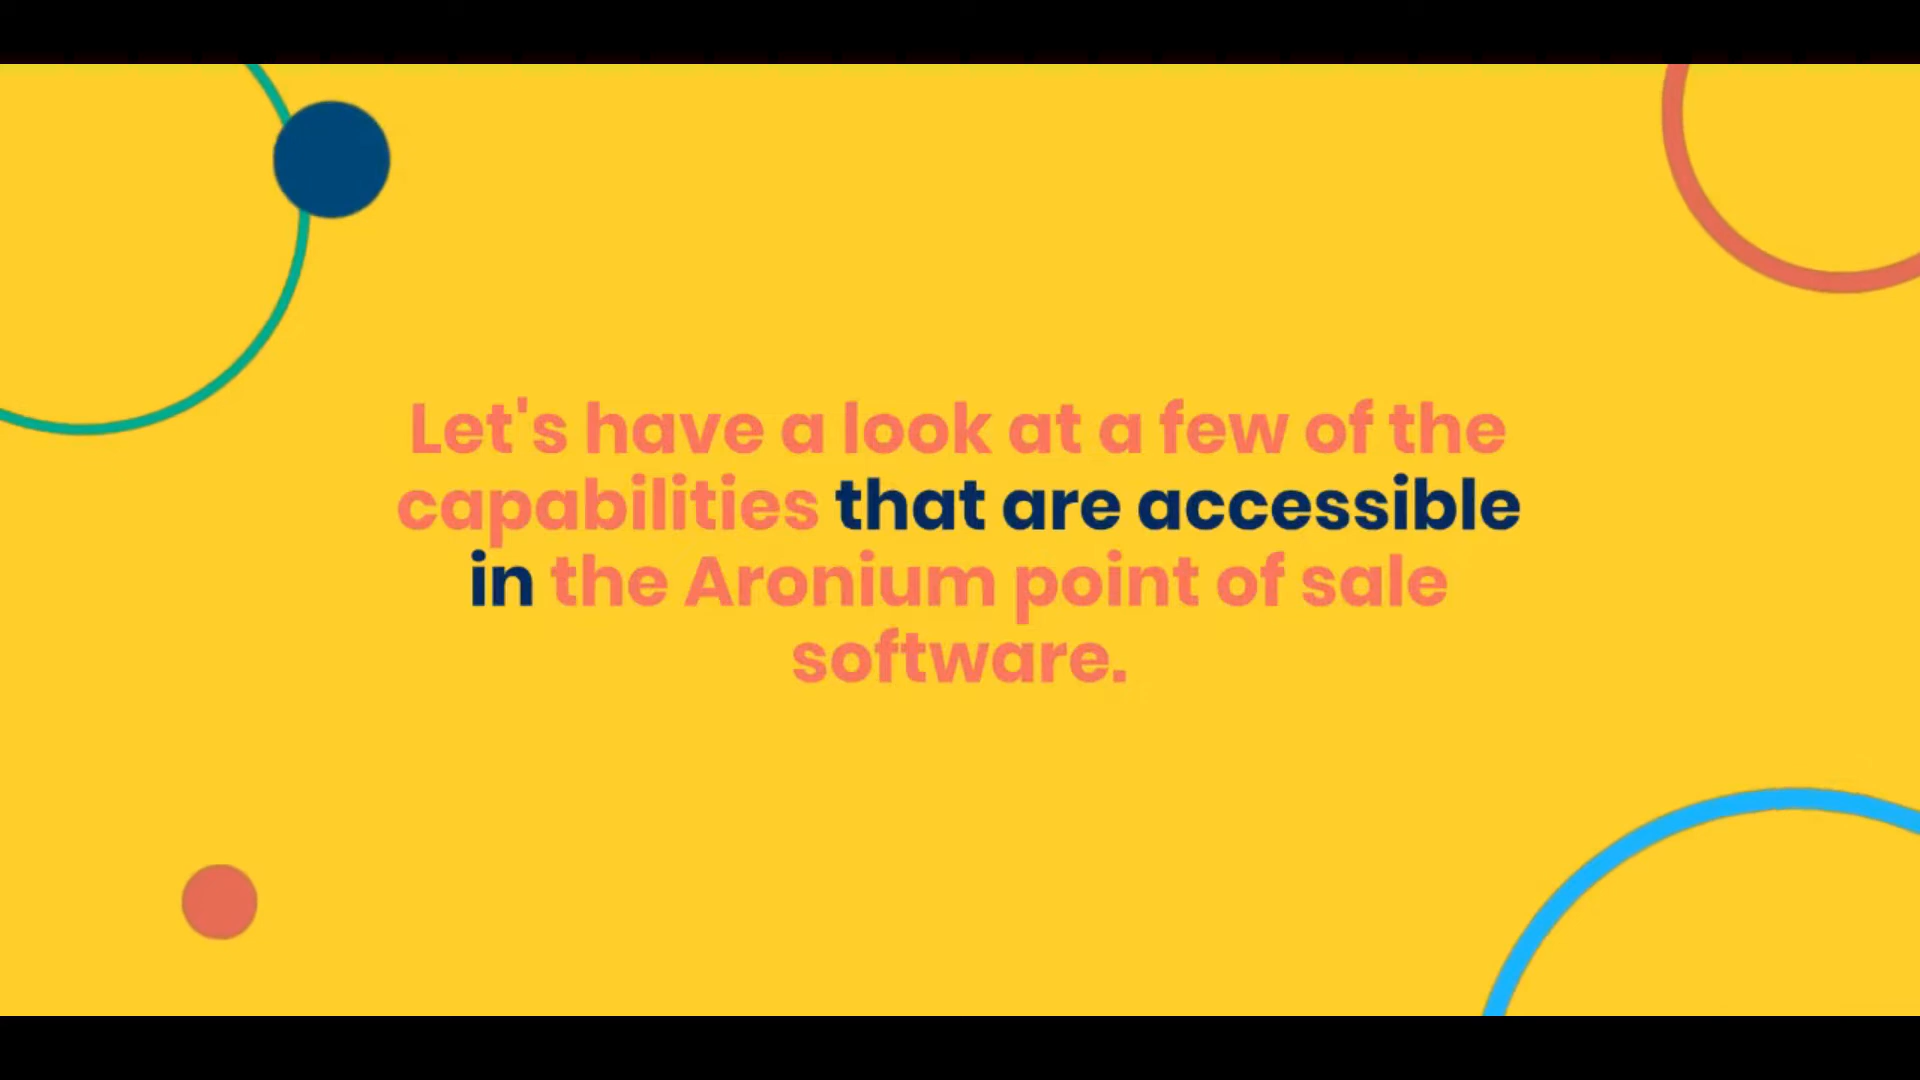 Let's have a look at a few of the
capabilities that are accessible
in the Aronium point of sale
software.